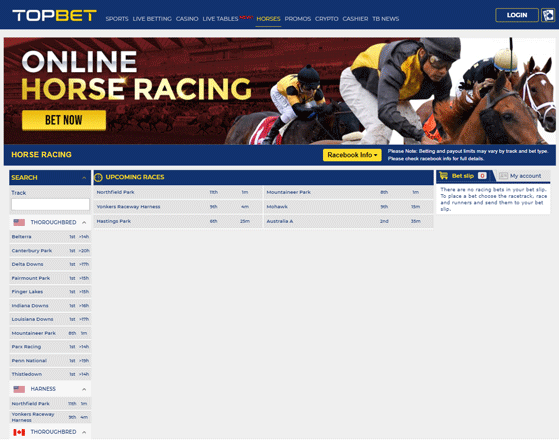 TOPBET
SPORTS LIVE BETTING CASINO LIVE TABLES NEW! HORSES PROMOS CRYPTO CASHIER TB NEWS
LOGIN
ONLINE
HORSE RACING
BET NOW
HORSE RACING
Racebook Info
Please Note: Betting and payout limits may vary by track and bet type.
Please check racebook info for full details.
SEARCH
Track
THOROUGHBRED
Belterra 1st >14h
Canterbury Park 1st >20h
Delta Downs 1st >17h
Fairmount Park 1st >15h
Finger Lakes 1st >15h
Indiana Downs 1st >16h
Louisiana Downs 1st >17h
Mountaineer Park 8th 1m
Parx Racing 1st >14h
Penn National 1st >15h
Thistledown 1st >14h
HARNESS
Northfield Park 11th 1m
Yonkers Raceway Harness 9th 4m
THOROUGHBRED
UPCOMING RACES
Northfield Park 11th 1m
Mountaineer Park 8th 1m
Yonkers Raceway Harness 9th 4m
Mohawk 9th 15m
Hastings Park 6th 25m
Australia A 2nd 35m
Bet slip 0
My account
There are no racing bets in your bet slip.
To place a bet choose the racetrack, race
and runners and send them to your bet
slip.